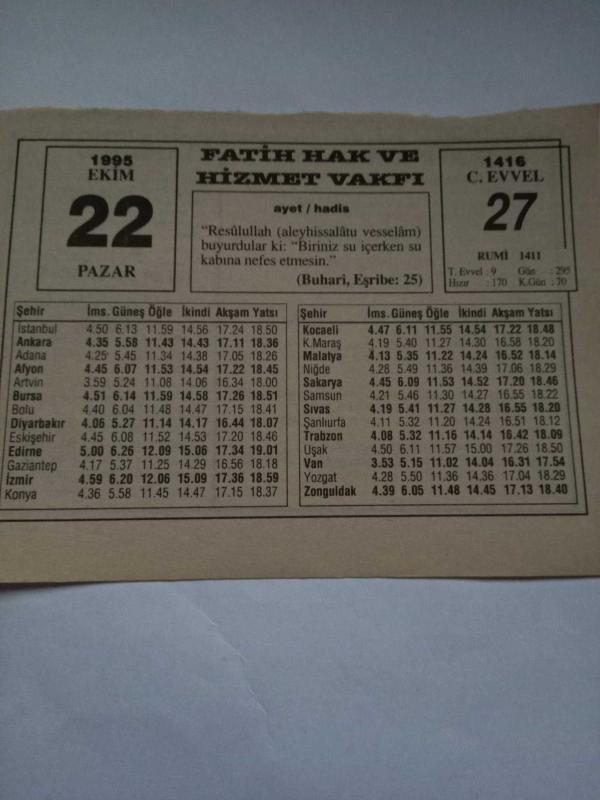 1995
EKİM
22
PAZAR
FATİH HAK VE
HİZMET VAKFI
ayet / hadis
“Resûlullah (aleyhissalâtu vesselâm)
buyurdular ki: “Biriniz su içerken su
kabına nefes etmesin.”
(Buhari, Eşribe: 25)
1416
C. EVVEL
27
RUMİ 1411
T. Evvel : 9 Gün : 295
Hızır : 170 K.Gün : 70
Şehir İms. Güneş Öğle İkindi Akşam Yatsı
İstanbul 4.50 6.13 11.59 14.56 17.24 18.50
Ankara 4.35 5.58 11.43 14.43 17.11 18.36
Adana 4.25 5.45 11.34 14.38 17.05 18.26
Afyon 4.45 6.07 11.53 14.54 17.22 18.45
Artvin 3.59 5.24 11.08 14.06 16.34 18.00
Bursa 4.51 6.14 11.59 14.58 17.26 18.51
Bolu 4.40 6.04 11.48 14.47 17.15 18.41
Diyarbakır 4.06 5.27 11.14 14.17 16.44 18.07
Eskişehir 4.45 6.08 11.52 14.53 17.20 18.46
Edirne 5.00 6.26 12.09 15.06 17.34 19.01
Gaziantep 4.17 5.37 11.25 14.29 16.56 18.18
İzmir 4.59 6.20 12.06 15.09 17.36 18.59
Konya 4.36 5.58 11.45 14.47 17.15 18.37
Şehir İms. Güneş Öğle İkindi Akşam Yatsı
Kocaeli 4.47 6.11 11.55 14.54 17.22 18.48
K.Maraş 4.19 5.40 11.27 14.30 16.58 18.20
Malatya 4.13 5.35 11.22 14.24 16.52 18.14
Niğde 4.28 5.49 11.36 14.39 17.06 18.29
Sakarya 4.45 6.09 11.53 14.52 17.20 18.46
Samsun 4.21 5.46 11.30 14.27 16.55 18.22
Sıvas 4.19 5.41 11.27 14.28 16.55 18.20
Şanlıurfa 4.11 5.32 11.20 14.24 16.51 18.12
Trabzon 4.08 5.32 11.16 14.14 16.42 18.09
Uşak 4.50 6.11 11.57 15.00 17.26 18.50
Van 3.53 5.15 11.02 14.04 16.31 17.54
Yozgat 4.28 5.50 11.36 14.36 17.04 18.29
Zonguldak 4.39 6.05 11.48 14.45 17.13 18.40